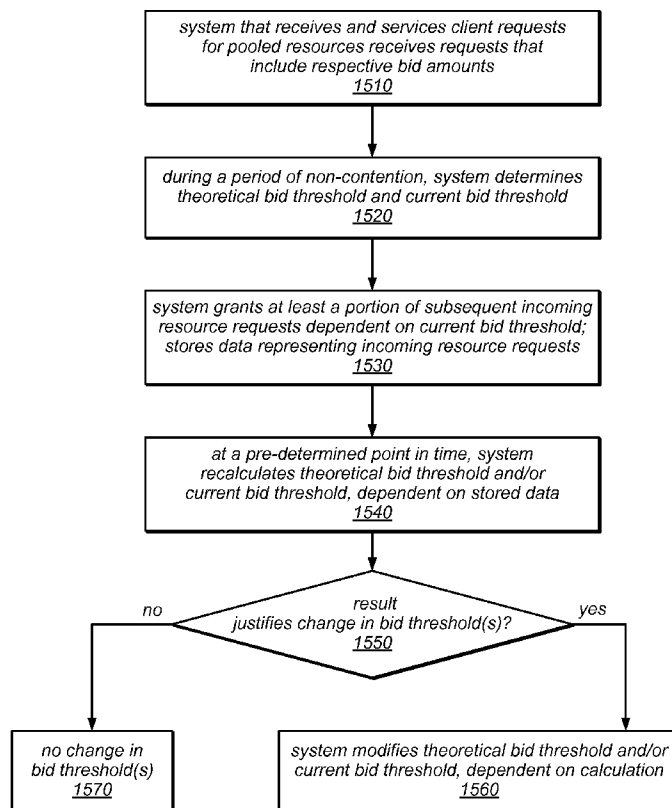 system that receives and services client requests
for pooled resources receives requests that
include respective bid amounts
1510
during a period of non-contention, system determines
theoretical bid threshold and current bid threshold
1520
system grants at least a portion of subsequent incoming
resource requests dependent on current bid threshold;
stores data representing incoming resource requests
1530
at a pre-determined point in time, system
recalculates theoretical bid threshold and/or
current bid threshold, dependent on stored data
1540
no
result
justifies change in bid threshold(s)?
1550
yes
no change in
bid threshold(s)
1570
system modifies theoretical bid threshold and/or
current bid threshold, dependent on calculation
1560